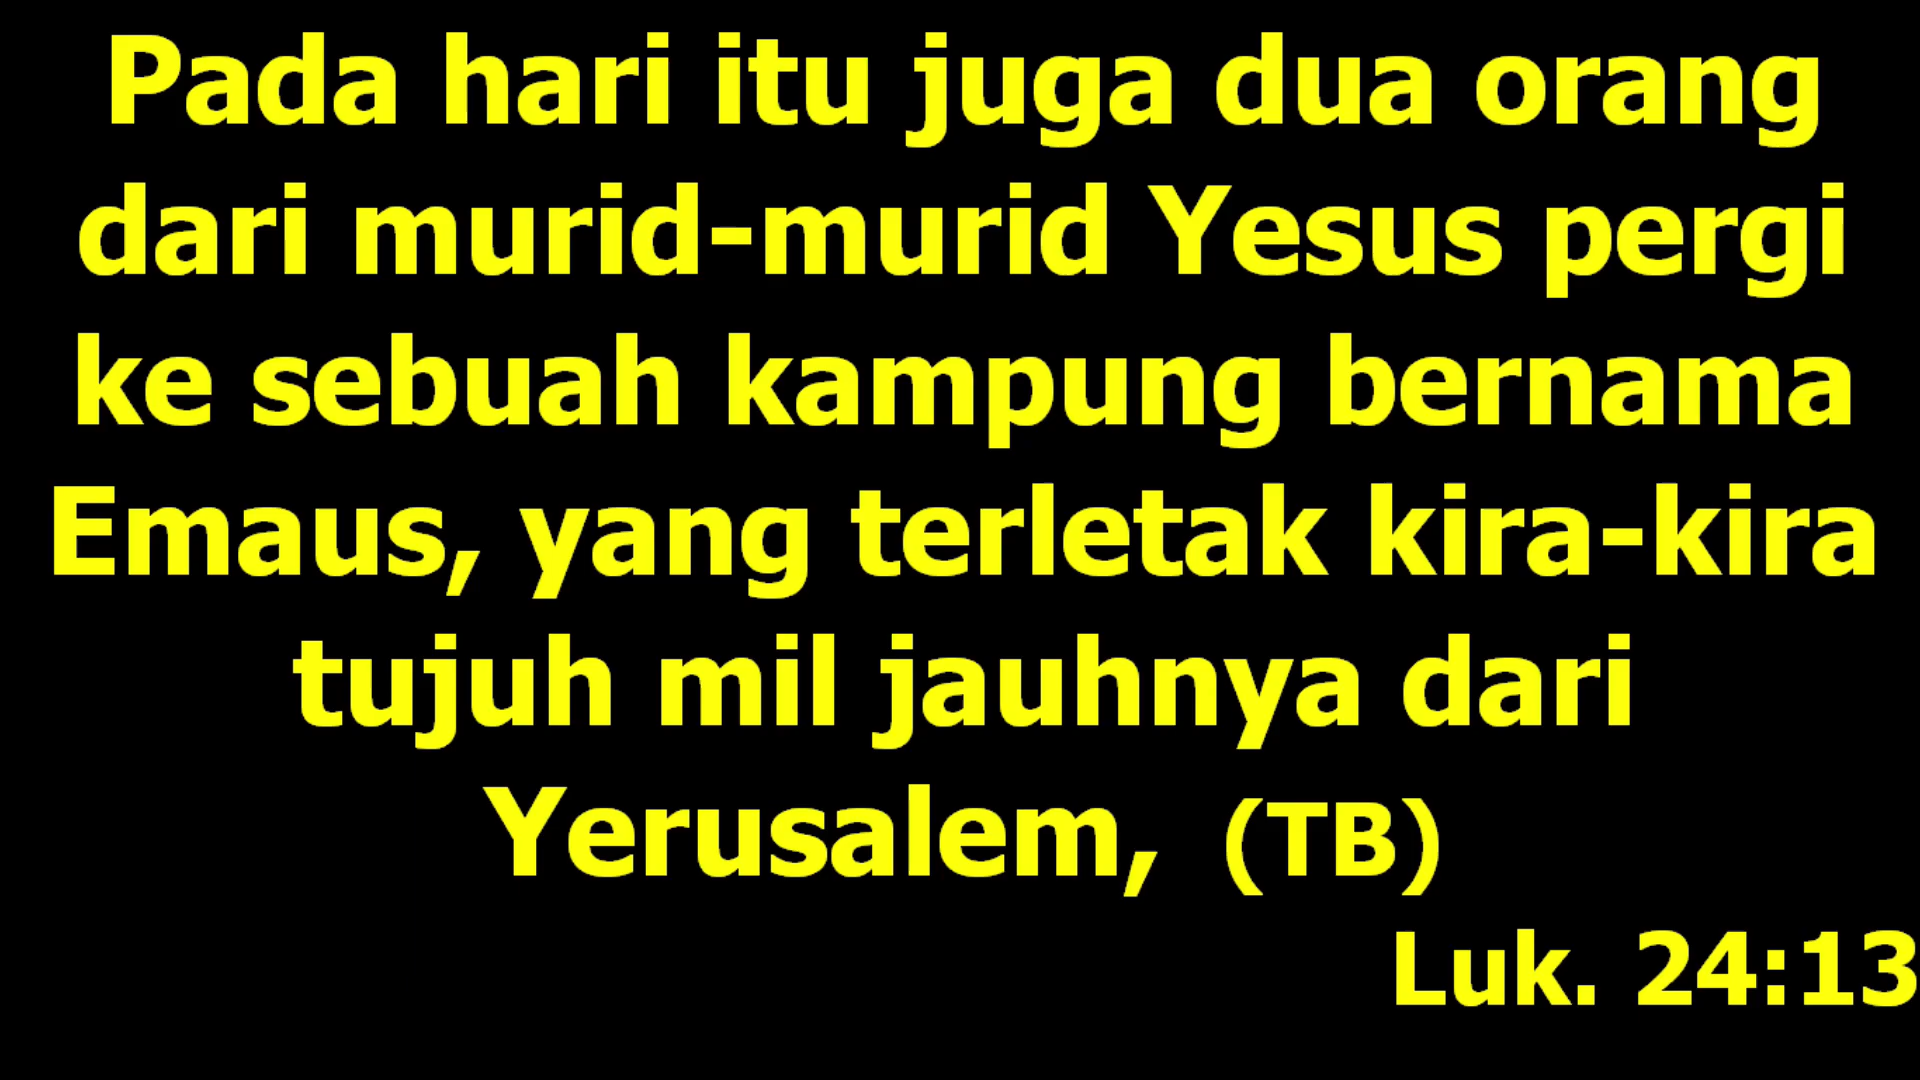 Pada hari itu juga dua orang
dari murid-murid Yesus pergi
ke sebuah kampung bernama
Emaus, yang terletak kira-kira
tujuh mil jauhnya dari
Yerusalem, (TB)
Luk. 24:13